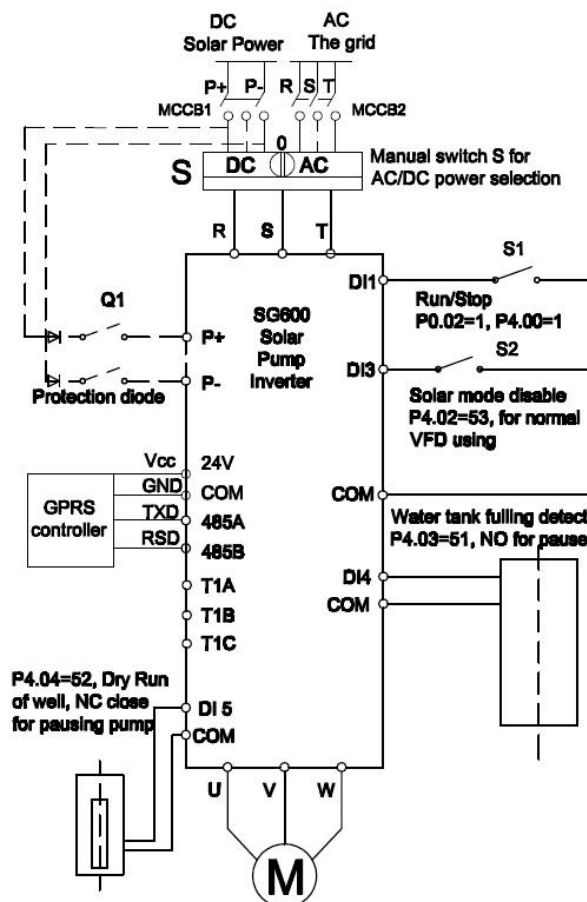 DC
Solar Power
AC
The grid
P+
P-
R
S
T
MCCB1
MCCB2
0
S
DC
AC
Manual switch S for
AC/DC power selection
R
S
T
DI1
S1
Run/Stop
P0.02=1, P4.00=1
Q1
P+
SG600
Solar
Pump
Inverter
DI3
S2
P-
Protection diode
Solar mode disable
P4.02=53, for normal
VFD using
GPRS
controller
Vcc
24V
GND
COM
TXD
485A
RSD
485B
COM
Water tank fulling detect
P4.03=51, NO for pause
DI4
COM
T1A
T1B
T1C
P4.04=52, Dry Run
of well, NC close
for pausing pump
DI 5
COM
U
V
W
M